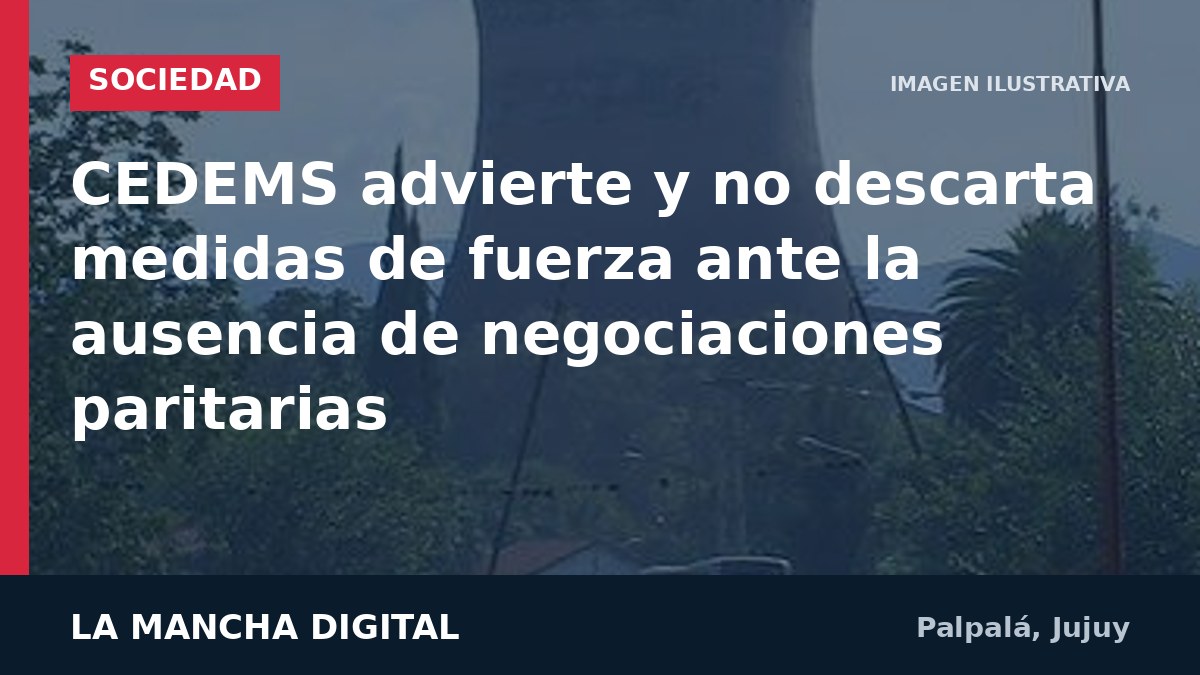 SOCIEDAD
IMAGEN ILUSTRATIVA
CEDEMS advierte y no descarta
medidas de fuerza ante la
ausencia de negociaciones
paritarias
LA MANCHA DIGITAL
Palpalá, Jujuy